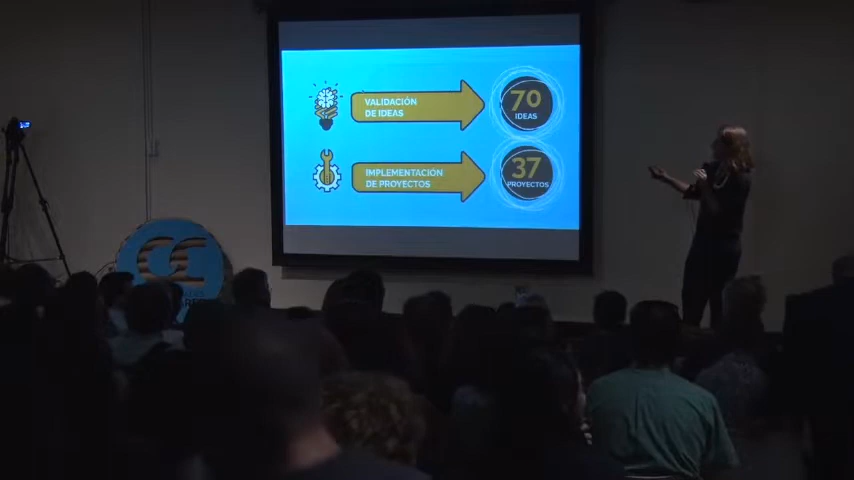 VALIDACIÓN
DE IDEAS
70
IDEAS
IMPLEMENTACIÓN
DE PROYECTOS
37
PROYECTOS